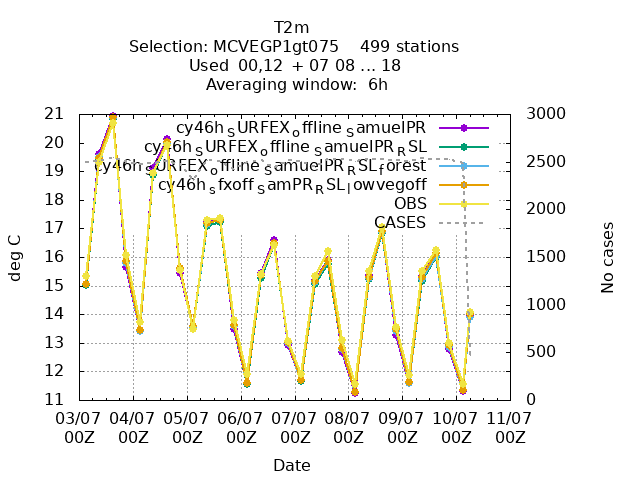 T2m
Selection: MCVEGP1gt075    499 stations
Used  00,12  + 07 08 ... 18
Averaging window:  6h
cy46h_SURFEX_offline_samuelPR
cy46h_SURFEX_offline_samuelPR_RSL
cy46h_SURFEX_offline_samuelPR_RSL_forest
cy46h_sfxoff_SamPR_RSL_lowvegoff
OBS
CASES
deg C
21
20
19
18
17
16
15
14
13
12
11
No cases
3000
2500
2000
1500
1000
500
0
03/07 04/07 05/07 06/07 07/07 08/07 09/07 10/07 11/07
00Z 00Z 00Z 00Z 00Z 00Z 00Z 00Z 00Z
Date